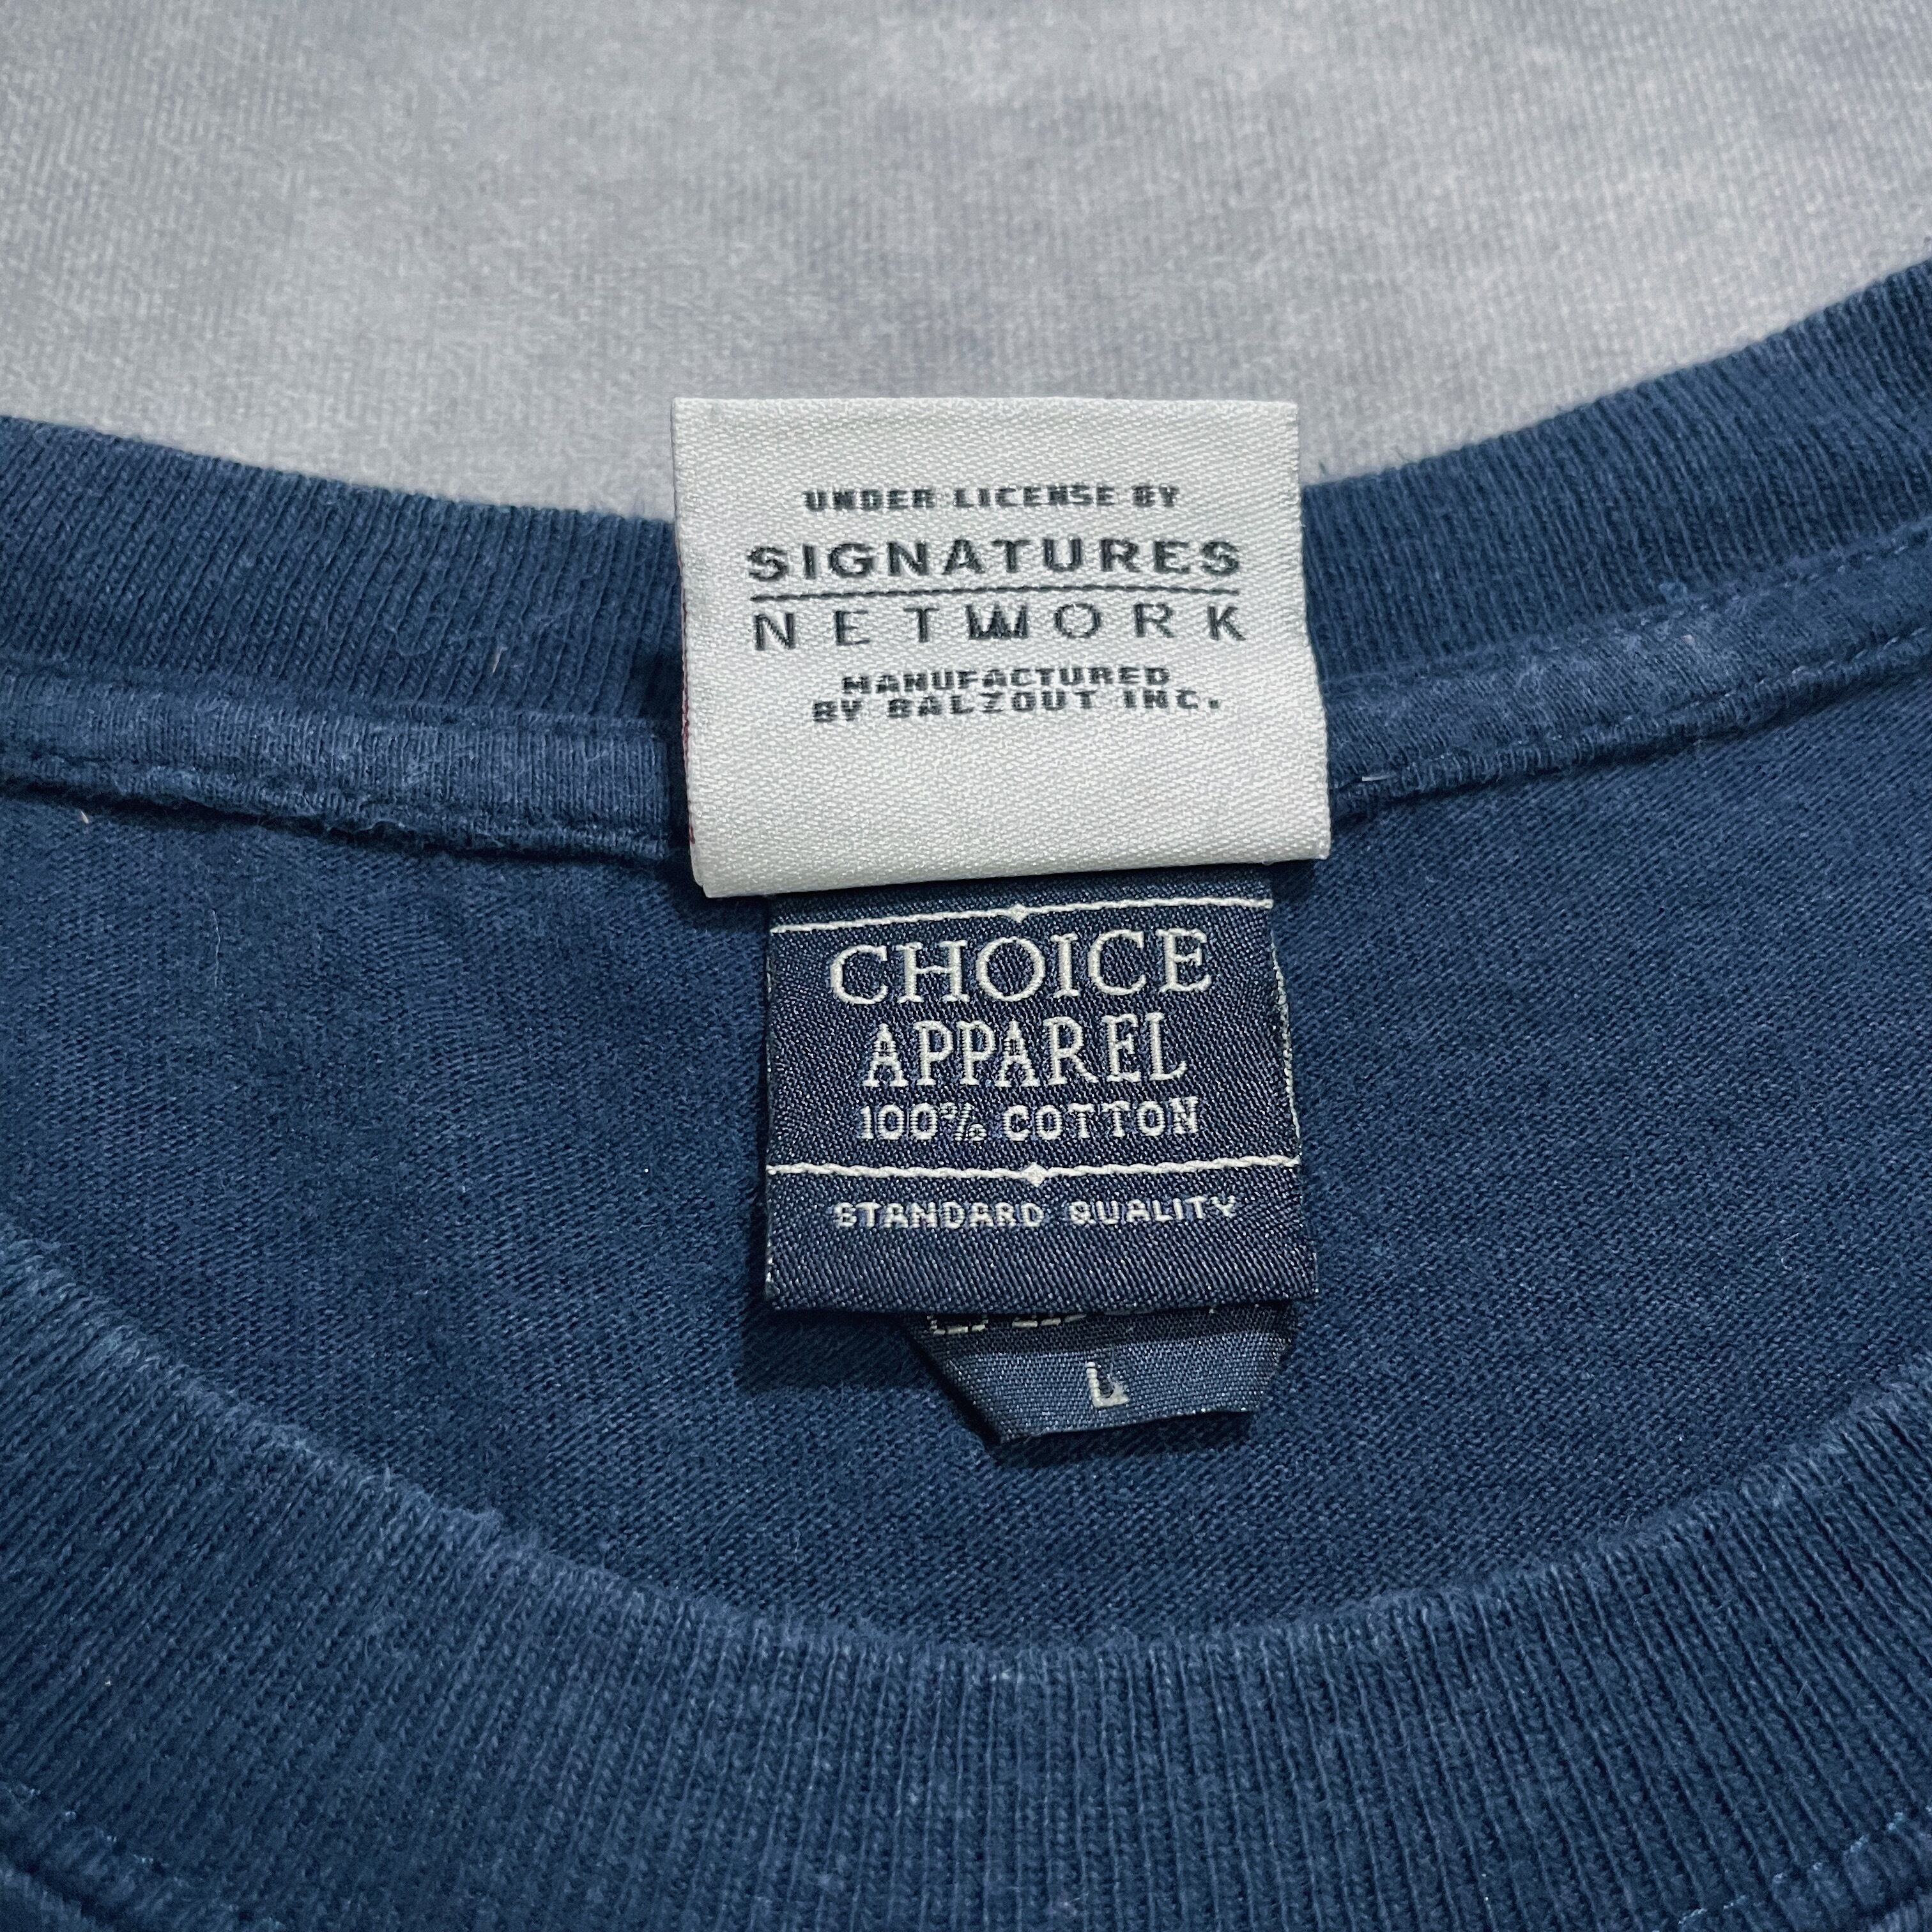 UNDER LICENSE BY
SIGNATURES
NETWORK
MANUFACTURED
BY BALZOUT INC.
CHOICE
APPAREL
100% COTTON
STANDARD QUALITY
L